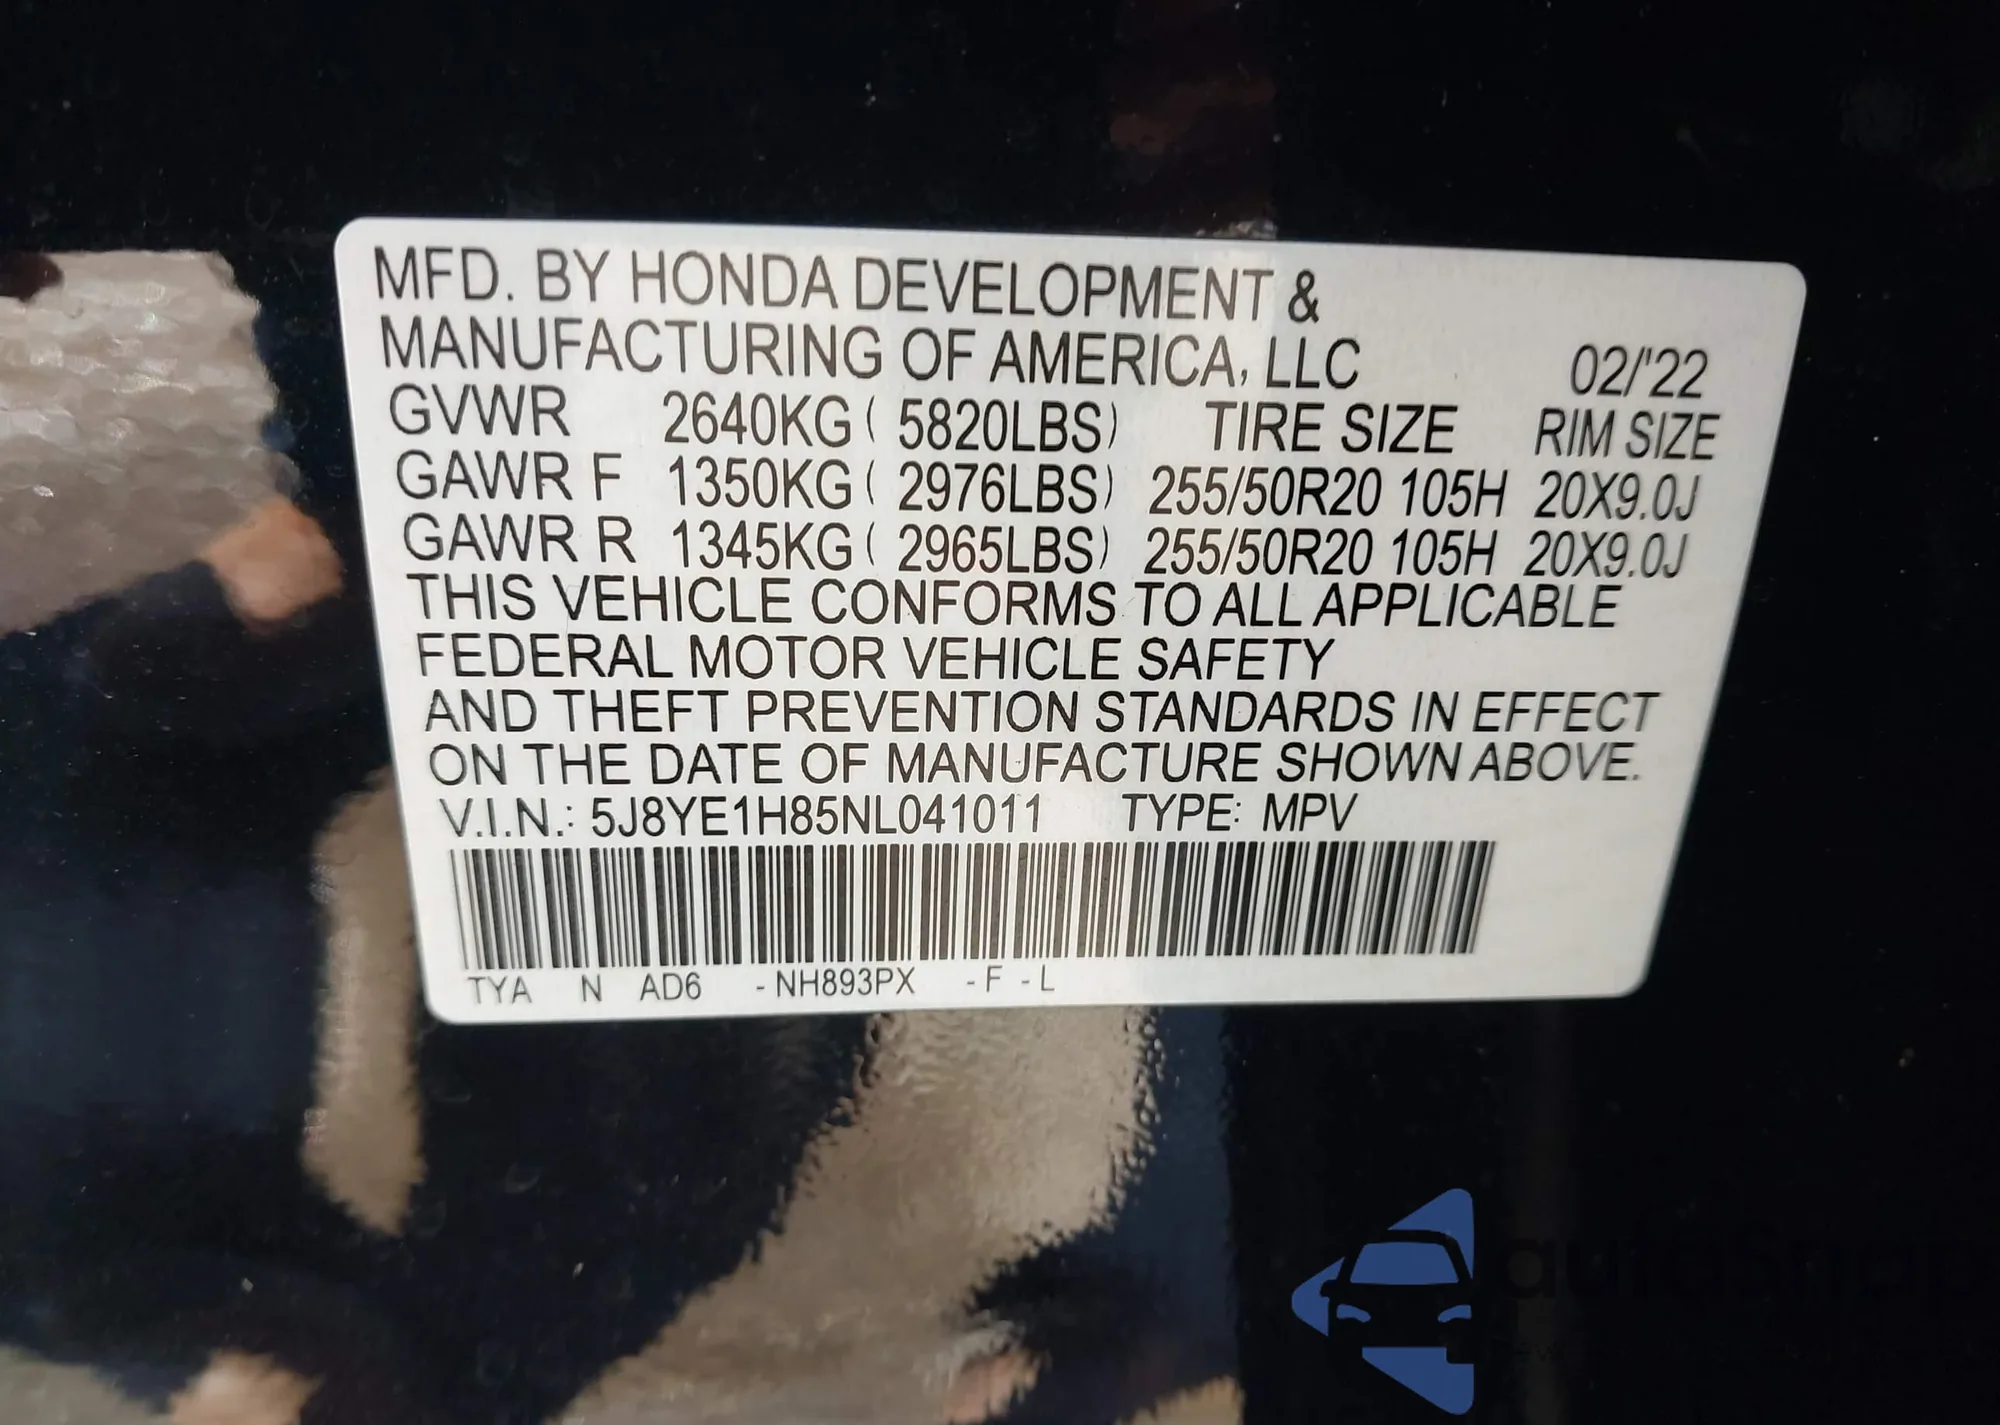 MFD. BY HONDA DEVELOPMENT &
MANUFACTURING OF AMERICA, LLC 02/'22
GVWR 2640KG ( 5820LBS) TIRE SIZE RIM SIZE
GAWR F 1350KG ( 2976LBS) 255/50R20 105H 20X9.0J
GAWR R 1345KG ( 2965LBS) 255/50R20 105H 20X9.0J
THIS VEHICLE CONFORMS TO ALL APPLICABLE
FEDERAL MOTOR VEHICLE SAFETY
AND THEFT PREVENTION STANDARDS IN EFFECT
ON THE DATE OF MANUFACTURE SHOWN ABOVE.
V.I.N.: 5J8YE1H85NL041011 TYPE: MPV
TYA N AD6 - NH893PX - F - L